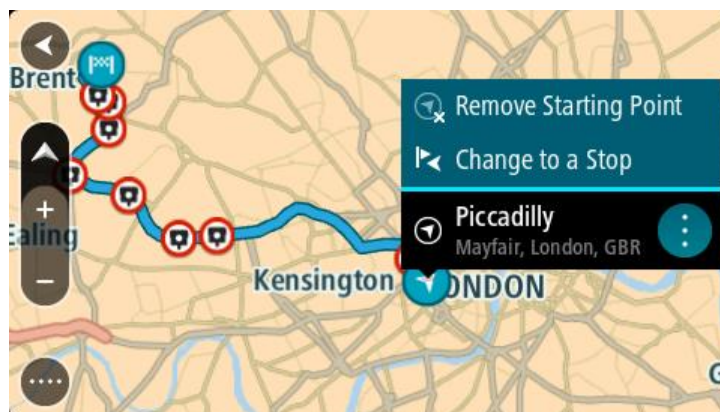 Brent
Remove Starting Point
Change to a Stop
Piccadilly
Mayfair, London, GBR
Ealing
Kensington
ONDON
G